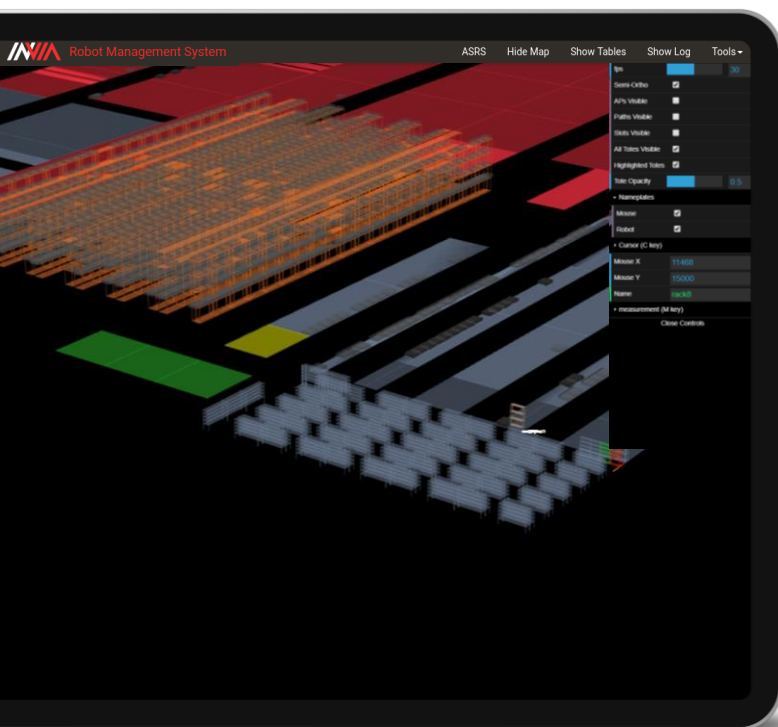 INVIA Robot Management System ASRS Hide Map Show Tables Show Log Tools
fps 30
Semi-Ortho
APs Visible
Paths Visible
Slots Visible
All Totes Visible
Highlighted Totes
Tote Opacity 0.5
Nameplates
Mouse
Robot
Cursor (C key)
Mouse X 11468
Mouse Y 15000
Name rack8
measurement (M key)
Close Controls